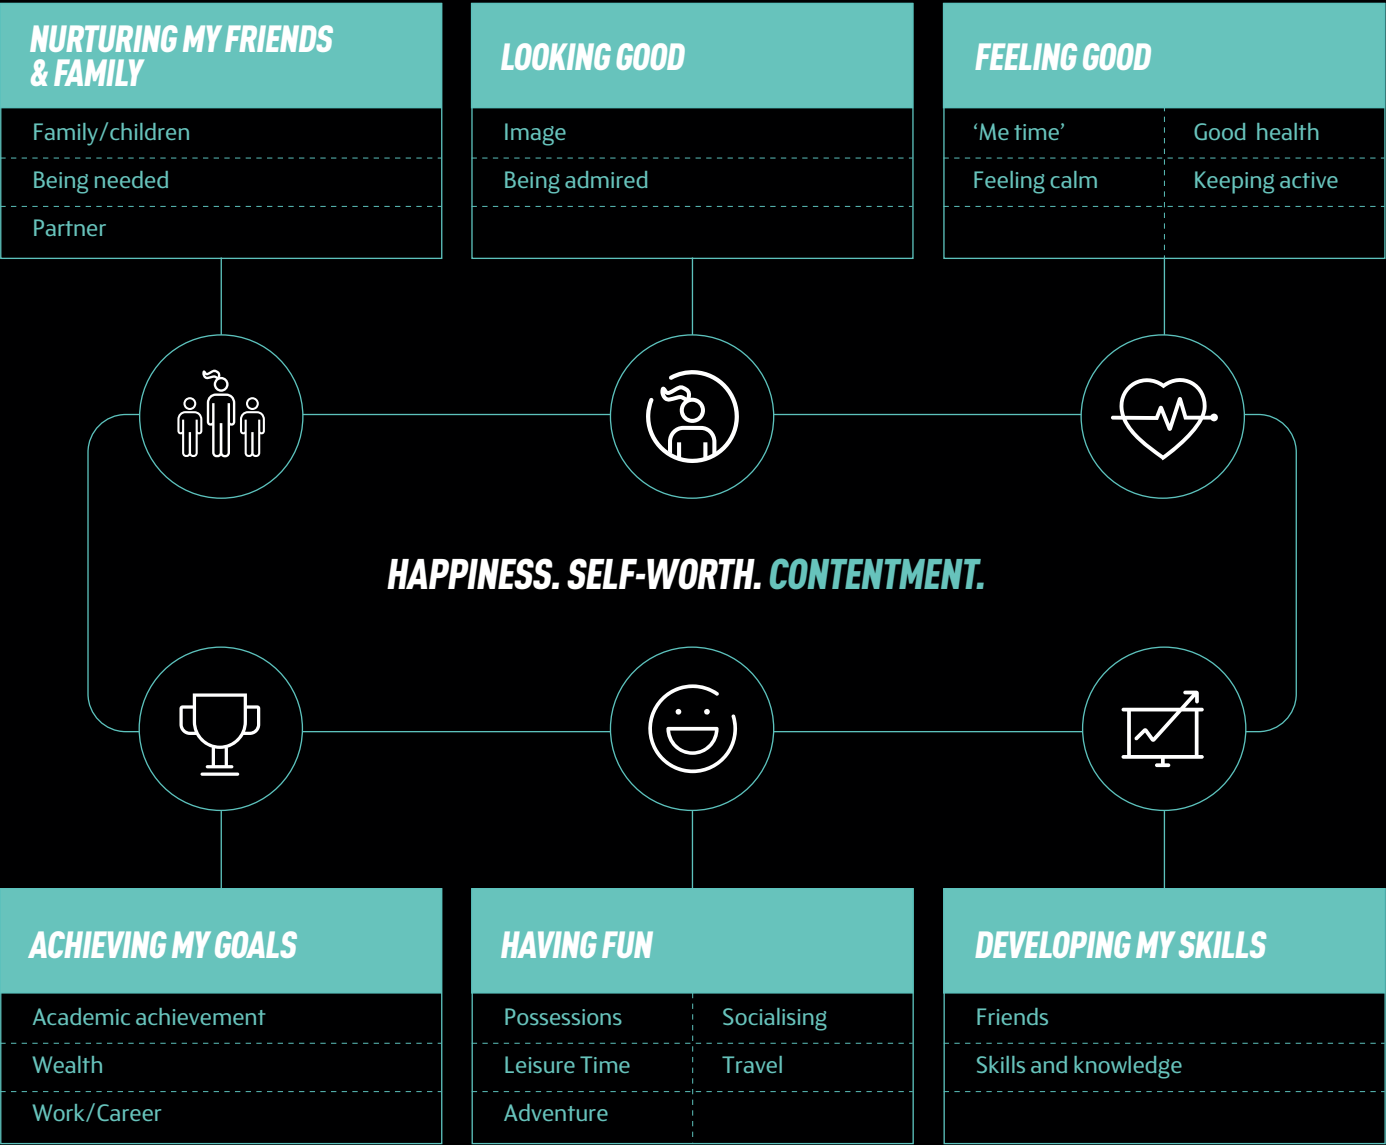 NURTURING MY FRIENDS
& FAMILY
Family/children
Being needed
Partner
LOOKING GOOD
Image
Being admired
FEELING GOOD
‘Me time’
Good health
Feeling calm
Keeping active
HAPPINESS. SELF-WORTH. CONTENTMENT.
ACHIEVING MY GOALS
Academic achievement
Wealth
Work/Career
HAVING FUN
Possessions
Socialising
Leisure Time
Travel
Adventure
DEVELOPING MY SKILLS
Friends
Skills and knowledge